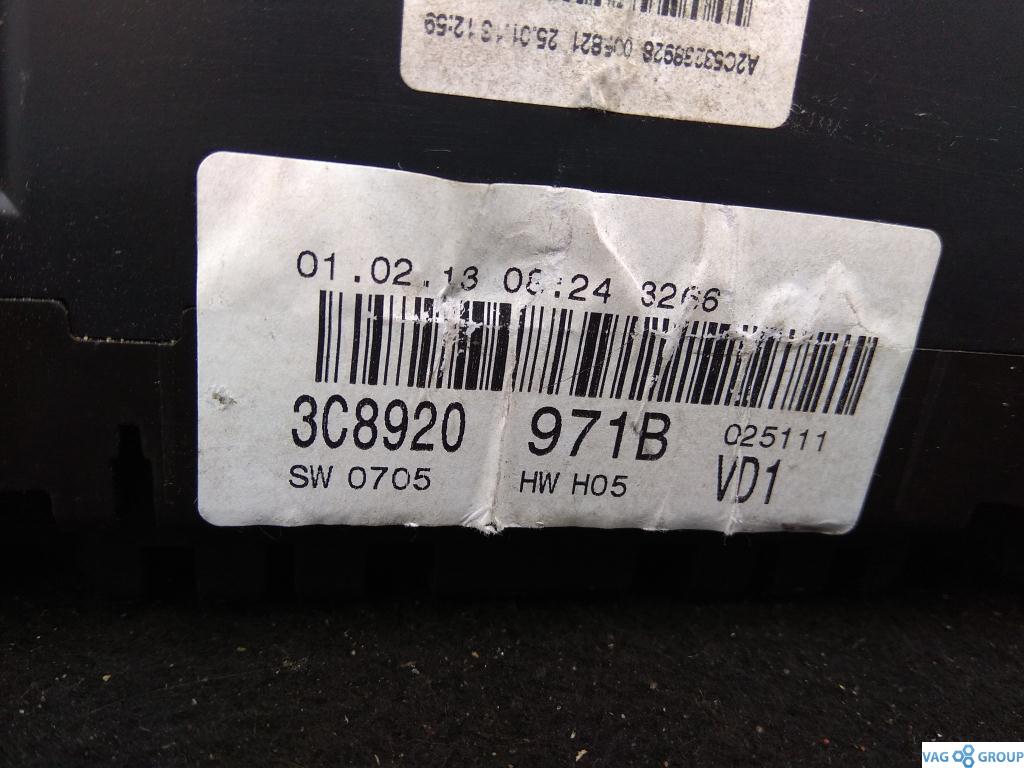 A2C53238928 25.01.13 12:59
01.02.13 08:24 3266
3C8920 971B 025111
SW 0705 HW H05 VD1
VAG GROUP